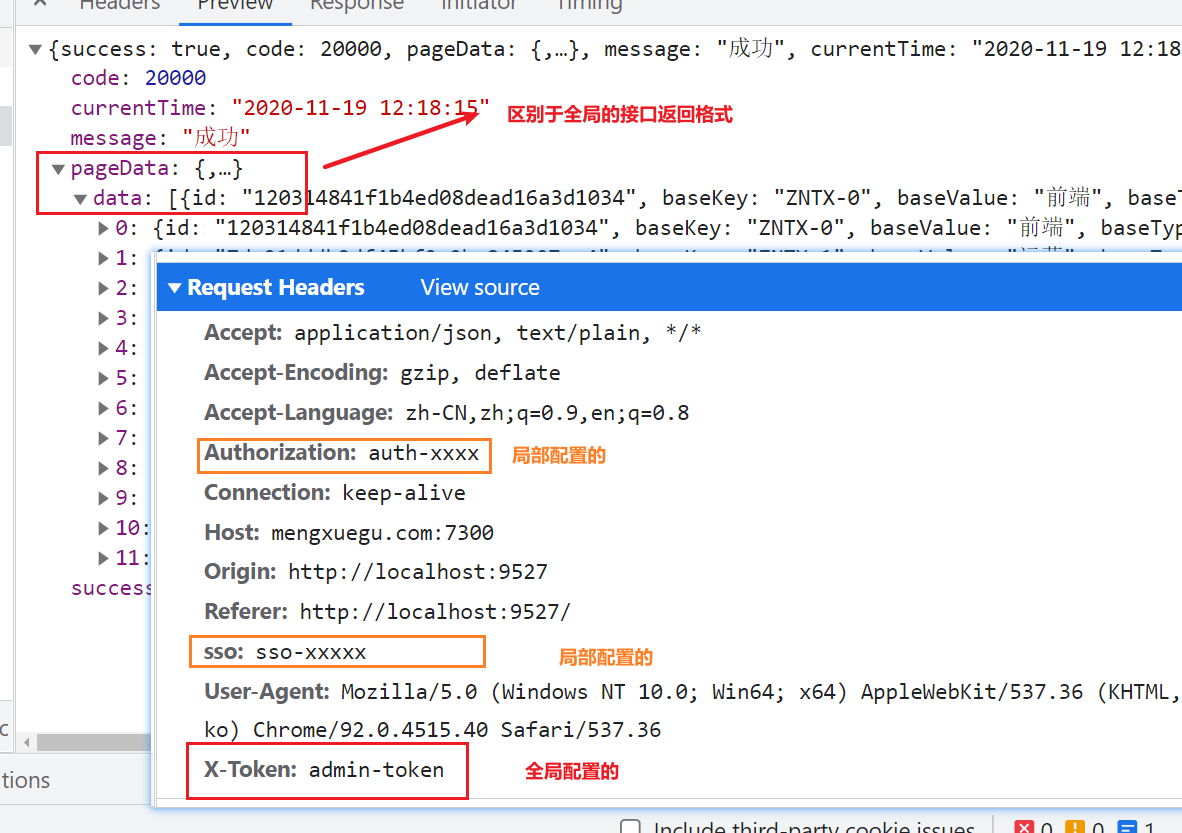 Headers Preview Response Initiator Timing
{success: true, code: 20000, pageData: {,…}, message: "成功", currentTime: "2020-11-19 12:18
code: 20000
currentTime: "2020-11-19 12:18:15"
区别于全局的接口返回格式
message: "成功"
pageData: {,…}
data: [{id: "120314841f1b4ed08dead16a3d1034", baseKey: "ZNTX-0", baseValue: "前端", baseT
0: {id: "120314841f1b4ed08dead16a3d1034", baseKey: "ZNTX-0", baseValue: "前端", baseTyp
1:
2:
3:
4:
5:
6:
7:
8:
9:
10:
11:
success
Request Headers View source
Accept: application/json, text/plain, */*
Accept-Encoding: gzip, deflate
Accept-Language: zh-CN,zh;q=0.9,en;q=0.8
Authorization: auth-xxxx 局部配置的
Connection: keep-alive
Host: mengxuegu.com:7300
Origin: http://localhost:9527
Referer: http://localhost:9527/
sso: sso-xxxxx 局部配置的
User-Agent: Mozilla/5.0 (Windows NT 10.0; Win64; x64) AppleWebKit/537.36 (KHTML,
ko) Chrome/92.0.4515.40 Safari/537.36
X-Token: admin-token 全局配置的
tions
Include third-party cookie issues 0 0 1